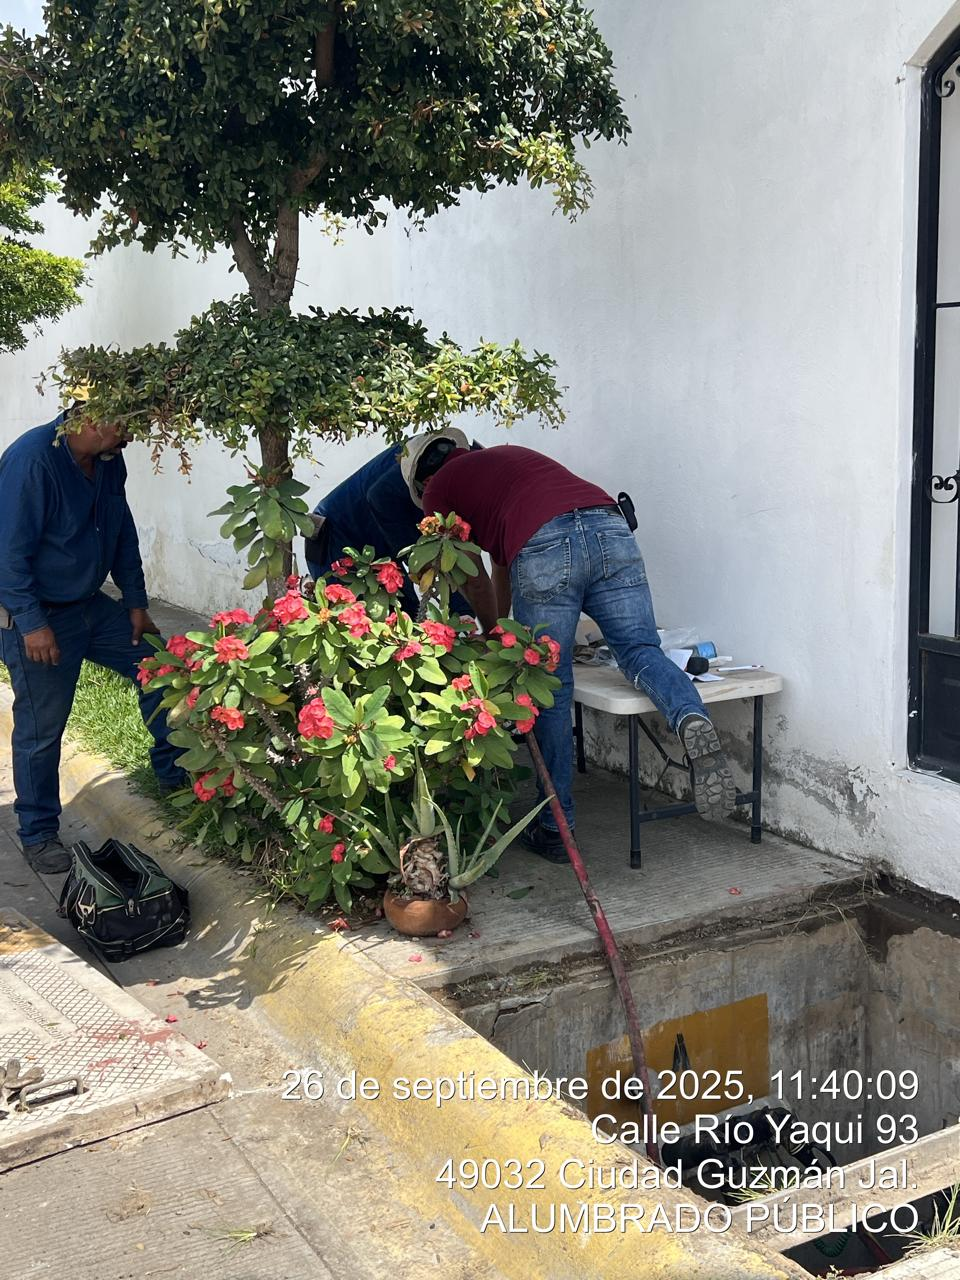 26 de septiembre de 2025, 11:40:09
Calle Río Yaqui 93
49032 Ciudad Guzmán Jal.
ALUMBRADO PÚBLICO